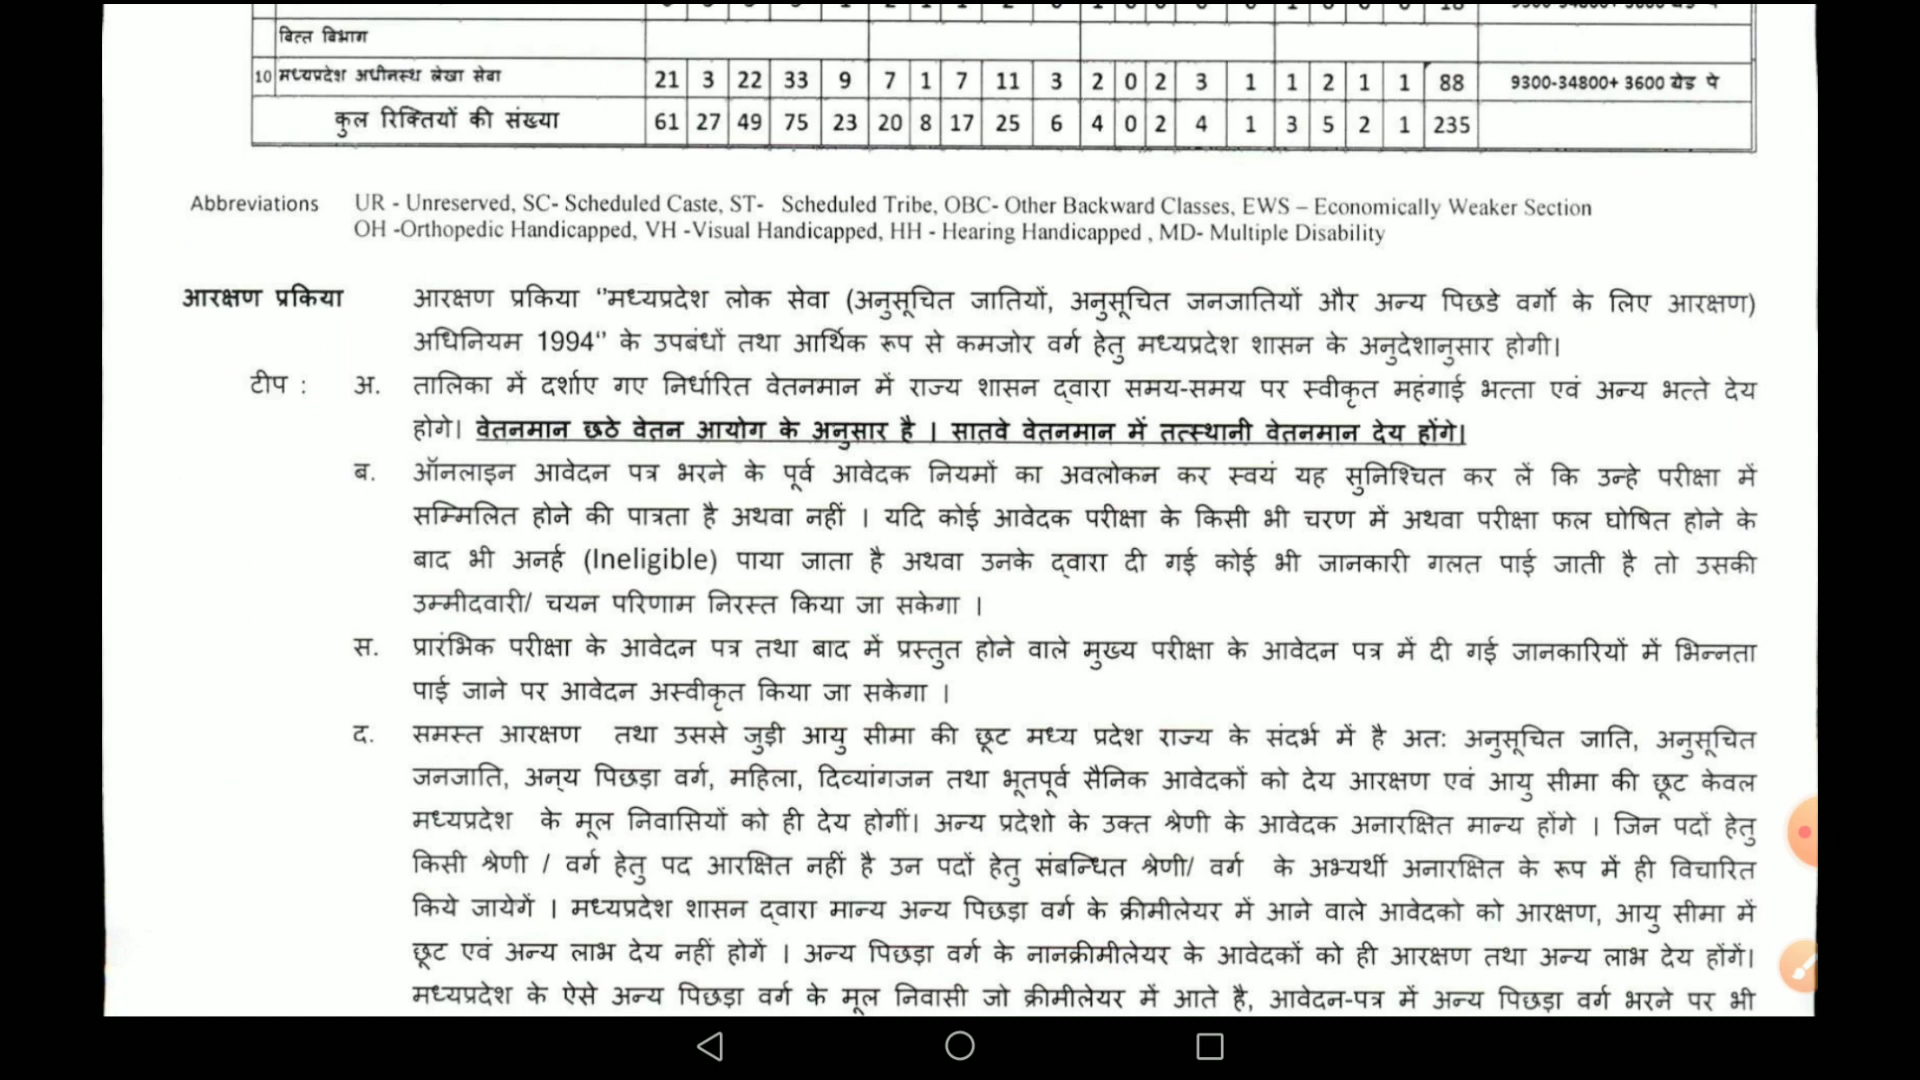 वित्त विभाग
10 मध्यप्रदेश अधीनस्थ लेखा सेवा 21 3 22 33 9 7 1 7 11 3 2 0 2 3 1 1 2 1 1 88 9300-34800+ 3600 ग्रेड पे
कुल रिक्तियों की संख्या 61 27 49 75 23 20 8 17 25 6 4 0 2 4 1 3 5 2 1 235
Abbreviations UR - Unreserved, SC- Scheduled Caste, ST- Scheduled Tribe, OBC- Other Backward Classes, EWS – Economically Weaker Section
OH -Orthopedic Handicapped, VH -Visual Handicapped, HH - Hearing Handicapped , MD- Multiple Disability
आरक्षण प्रकिया आरक्षण प्रकिया "मध्यप्रदेश लोक सेवा (अनुसूचित जातियों, अनुसूचित जनजातियों और अन्य पिछडे वर्गो के लिए आरक्षण)
अधिनियम 1994" के उपबंधों तथा आर्थिक रूप से कमजोर वर्ग हेतु मध्यप्रदेश शासन के अनुदेशानुसार होगी।
टीप : अ. तालिका में दर्शाए गए निर्धारित वेतनमान में राज्य शासन द्वारा समय-समय पर स्वीकृत महंगाई भत्ता एवं अन्य भत्ते देय
होगे। वेतनमान छठे वेतन आयोग के अनुसार है । सातवे वेतनमान में तत्स्थानी वेतनमान देय होंगे।
ब. ऑनलाइन आवेदन पत्र भरने के पूर्व आवेदक नियमों का अवलोकन कर स्वयं यह सुनिश्चित कर लें कि उन्हे परीक्षा में
सम्मिलित होने की पात्रता है अथवा नहीं । यदि कोई आवेदक परीक्षा के किसी भी चरण में अथवा परीक्षा फल घोषित होने के
बाद भी अनर्ह (Ineligible) पाया जाता है अथवा उनके द्वारा दी गई कोई भी जानकारी गलत पाई जाती है तो उसकी
उम्मीदवारी/ चयन परिणाम निरस्त किया जा सकेगा ।
स. प्रारंभिक परीक्षा के आवेदन पत्र तथा बाद में प्रस्तुत होने वाले मुख्य परीक्षा के आवेदन पत्र में दी गई जानकारियों में भिन्नता
पाई जाने पर आवेदन अस्वीकृत किया जा सकेगा ।
द. समस्त आरक्षण तथा उससे जुड़ी आयु सीमा की छूट मध्य प्रदेश राज्य के संदर्भ में है अतः अनुसूचित जाति, अनुसूचित
जनजाति, अन्य पिछड़ा वर्ग, महिला, दिव्यांगजन तथा भूतपूर्व सैनिक आवेदकों को देय आरक्षण एवं आयु सीमा की छूट केवल
मध्यप्रदेश के मूल निवासियों को ही देय होगीं। अन्य प्रदेशो के उक्त श्रेणी के आवेदक अनारक्षित मान्य होंगे । जिन पदों हेतु
किसी श्रेणी / वर्ग हेतु पद आरक्षित नहीं है उन पदों हेतु संबन्धित श्रेणी/ वर्ग के अभ्यर्थी अनारक्षित के रूप में ही विचारित
किये जायेगें । मध्यप्रदेश शासन द्वारा मान्य अन्य पिछड़ा वर्ग के क्रीमीलेयर में आने वाले आवेदको को आरक्षण, आयु सीमा में
छूट एवं अन्य लाभ देय नहीं होगें । अन्य पिछड़ा वर्ग के नानक्रीमीलेयर के आवेदकों को ही आरक्षण तथा अन्य लाभ देय होंगें।
मध्यप्रदेश के ऐसे अन्य पिछड़ा वर्ग के मूल निवासी जो क्रीमीलेयर में आते है, आवेदन-पत्र में अन्य पिछड़ा वर्ग भरने पर भी